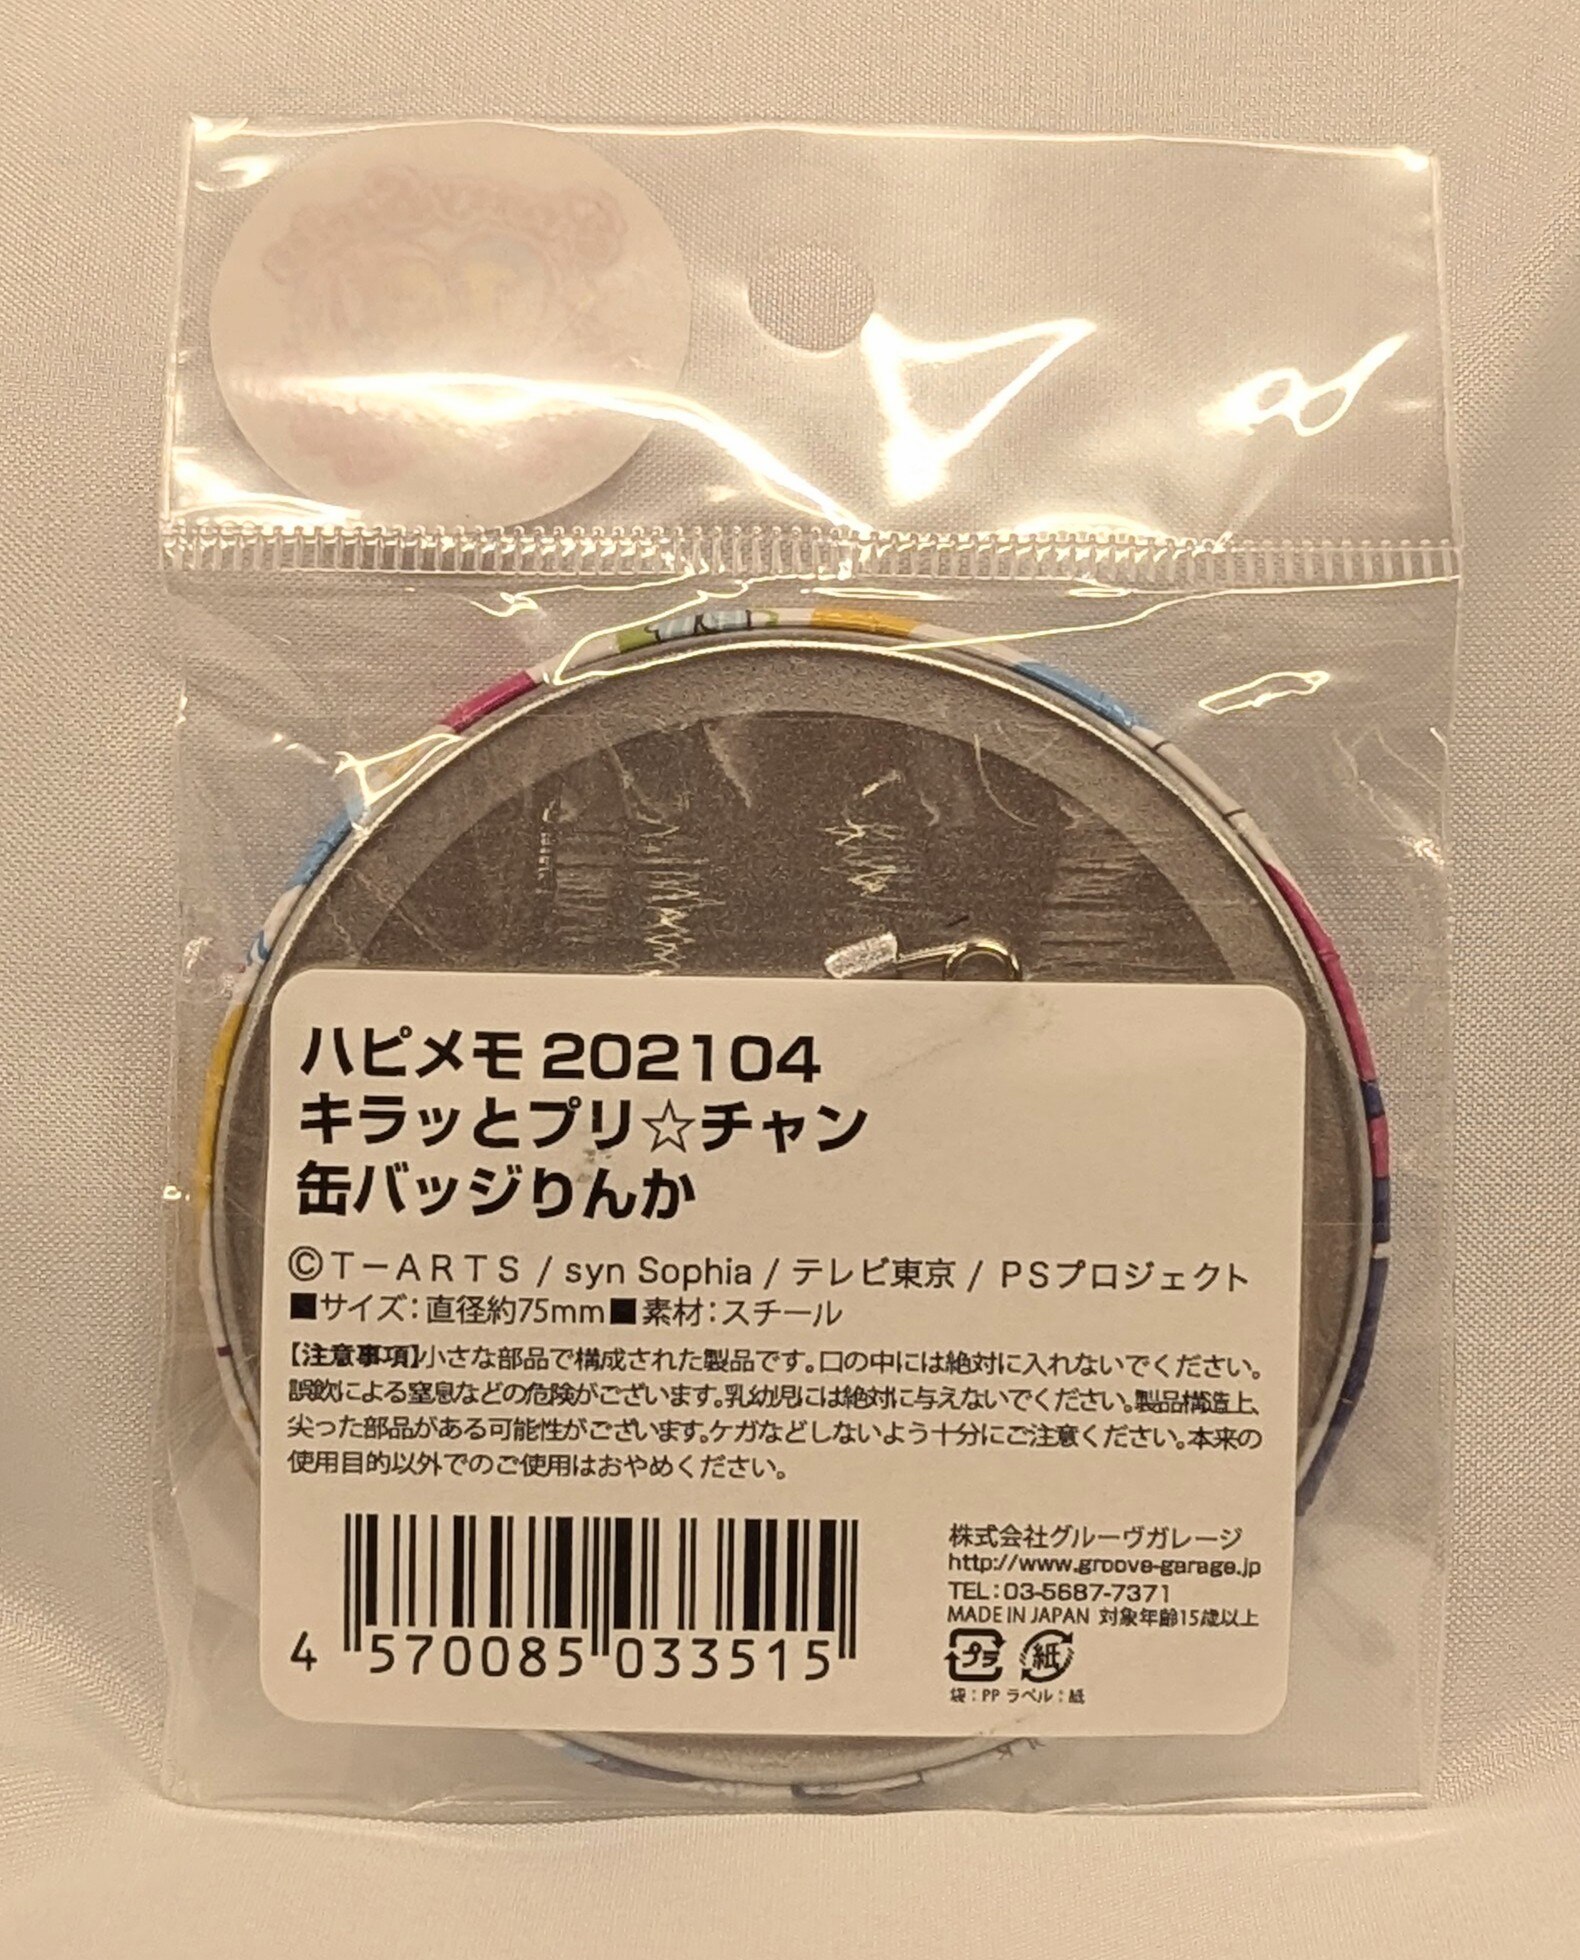 ハピメモ 202104
キラッとプリ☆チャン
缶バッジりんか
©T-ARTS / syn Sophia / テレビ東京 / PSプロジェクト
■サイズ：直径約75mm■素材：スチール
【注意事項】小さな部品で構成された製品です。口の中には絶対に入れないでください。
誤飲による窒息などの危険がございます。乳幼児には絶対に与えないでください。製品構造上、
尖った部品がある可能性がございます。ケガなどしないよう十分にご注意ください。本来の
使用目的以外でのご使用はおやめください。
4 570085 033515
株式会社グルーヴガレージ
http://www.groove-garage.jp
TEL：03-5687-7371
MADE IN JAPAN 対象年齢15歳以上
プラ 紙
袋：PP ラベル：紙